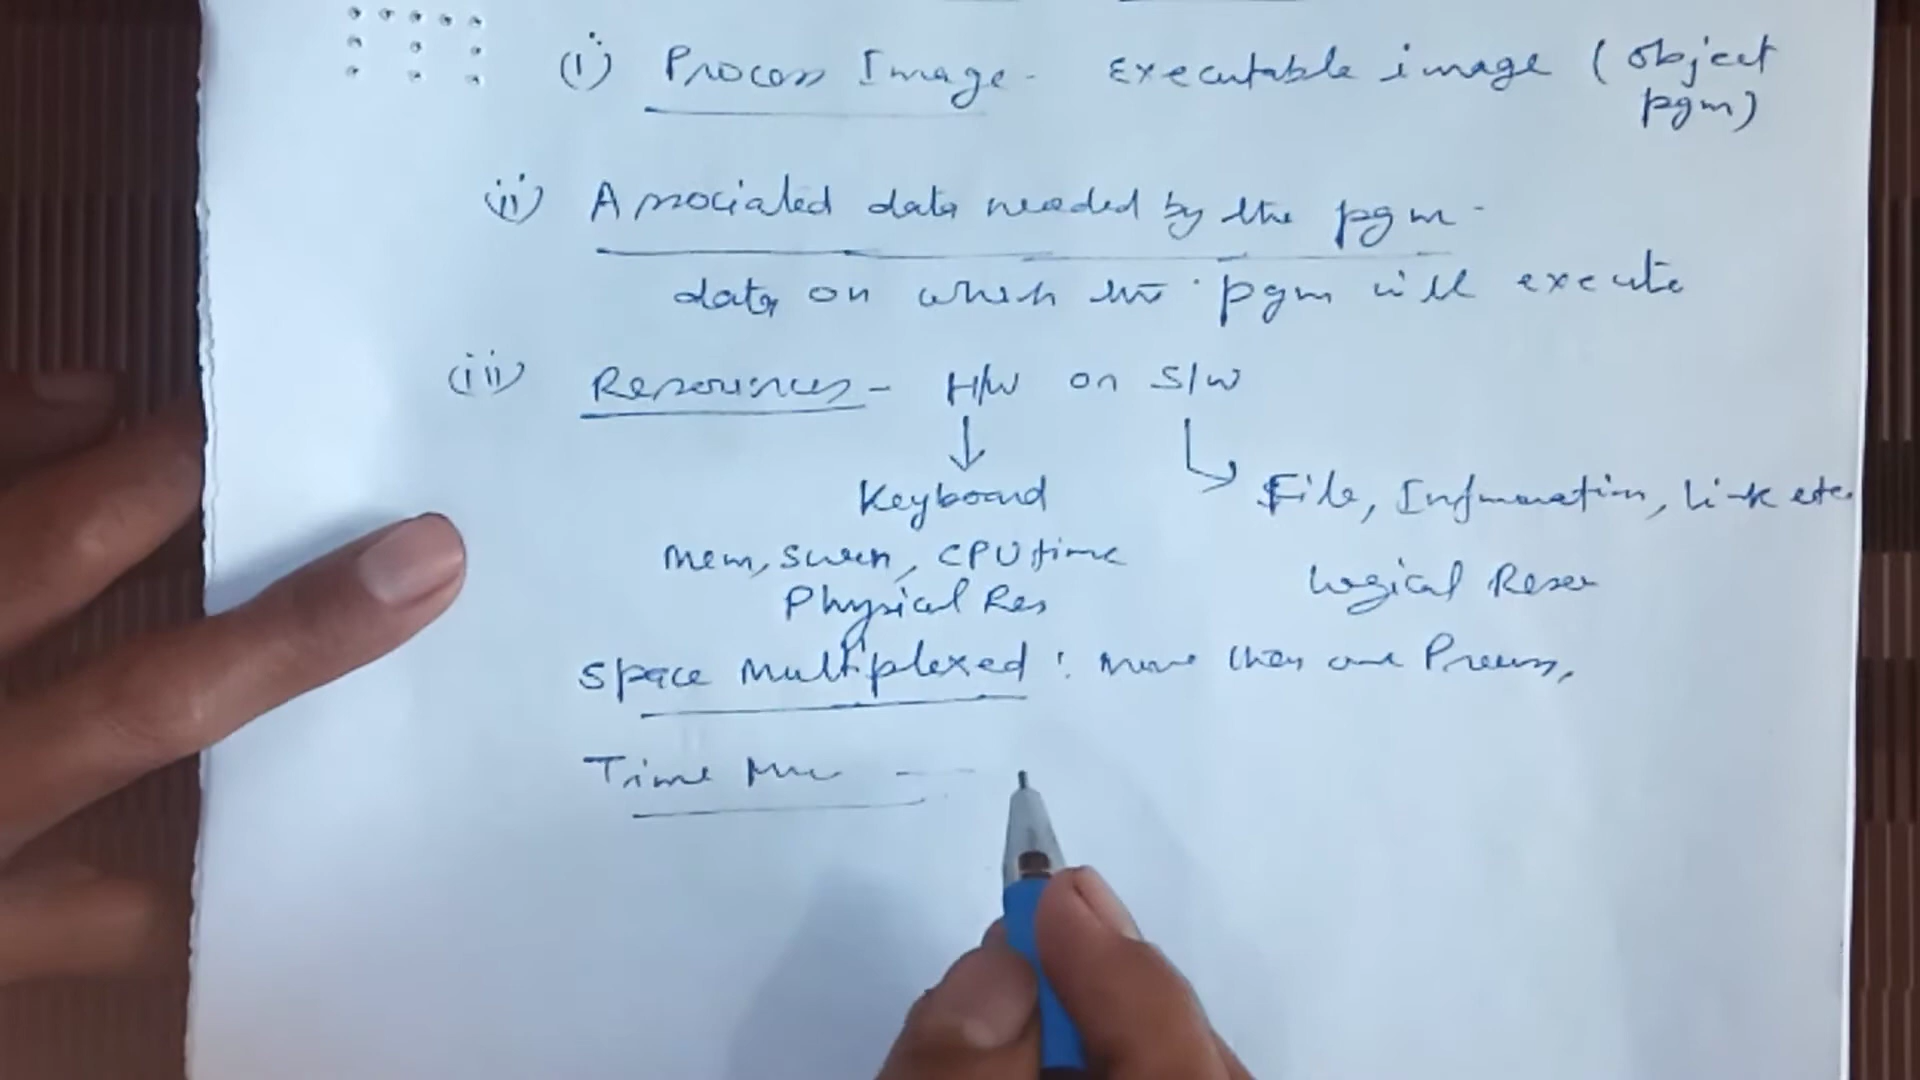 (i) Process Image - Executable image (object
pgm)
(ii) Associated data needed by the pgm -
data on which the pgm will execute
(iii) Resources - H/W or S/W
Keyboard
File, Information, Link etc.
Mem, Screen, CPU time
Logical Reso
Physical Res
Space Multiplexed : more than one Process,
Time Mu